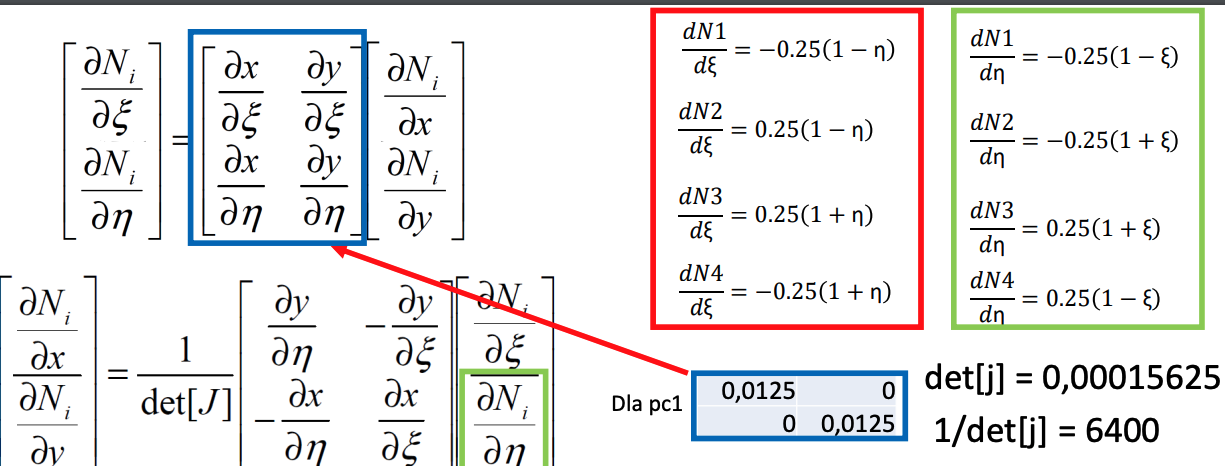 [∂Nᵢ/∂ξ ; ∂Nᵢ/∂η] = [∂x/∂ξ ∂y/∂ξ ; ∂x/∂η ∂y/∂η] [∂Nᵢ/∂x ; ∂Nᵢ/∂y]
[∂Nᵢ/∂x ; ∂Nᵢ/∂y] = 1/det[J] [∂y/∂η −∂y/∂ξ ; −∂x/∂η ∂x/∂ξ] [∂Nᵢ/∂ξ ; ∂Nᵢ/∂η]
dN1/dξ = −0.25(1 − η)
dN2/dξ = 0.25(1 − η)
dN3/dξ = 0.25(1 + η)
dN4/dξ = −0.25(1 + η)
dN1/dη = −0.25(1 − ξ)
dN2/dη = −0.25(1 + ξ)
dN3/dη = 0.25(1 + ξ)
dN4/dη = 0.25(1 − ξ)
Dla pc1
0,0125 0
0 0,0125
det[j] = 0,00015625
1/det[j] = 6400